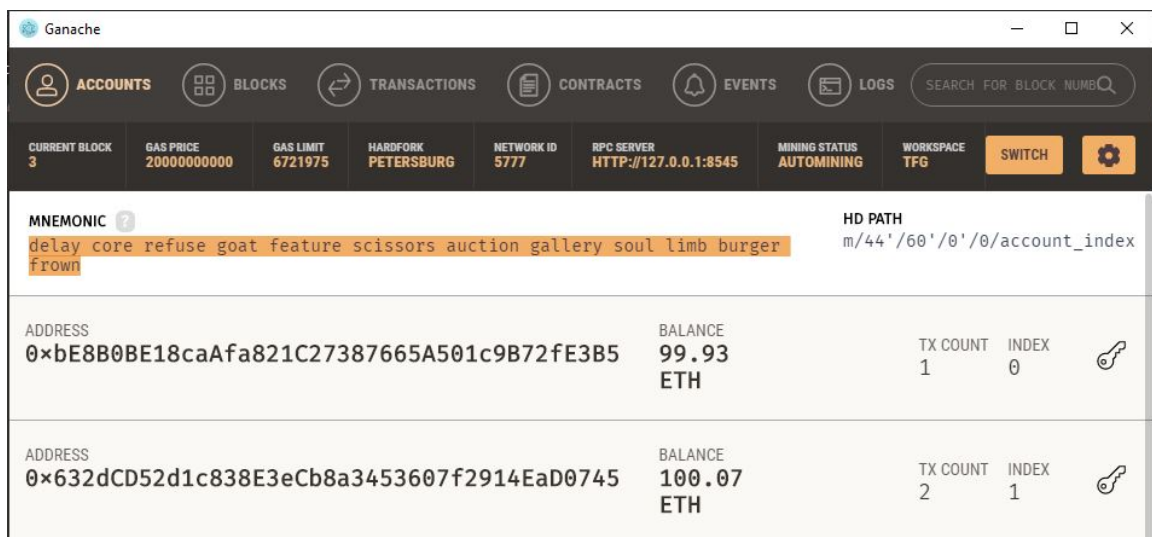 Ganache
ACCOUNTS BLOCKS TRANSACTIONS CONTRACTS EVENTS LOGS SEARCH FOR BLOCK NUMB
CURRENT BLOCK GAS PRICE GAS LIMIT HARDFORK NETWORK ID RPC SERVER MINING STATUS WORKSPACE
3 20000000000 6721975 PETERSBURG 5777 HTTP://127.0.0.1:8545 AUTOMINING TFG SWITCH
MNEMONIC ? HD PATH
delay core refuse goat feature scissors auction gallery soul limb burger m/44'/60'/0'/0/account_index
frown
ADDRESS BALANCE TX COUNT INDEX
0×bE8B0BE18caAfa821C27387665A501c9B72fE3B5 99.93 1 0
ETH
ADDRESS BALANCE TX COUNT INDEX
0×632dCD52d1c838E3eCb8a3453607f2914EaD0745 100.07 2 1
ETH